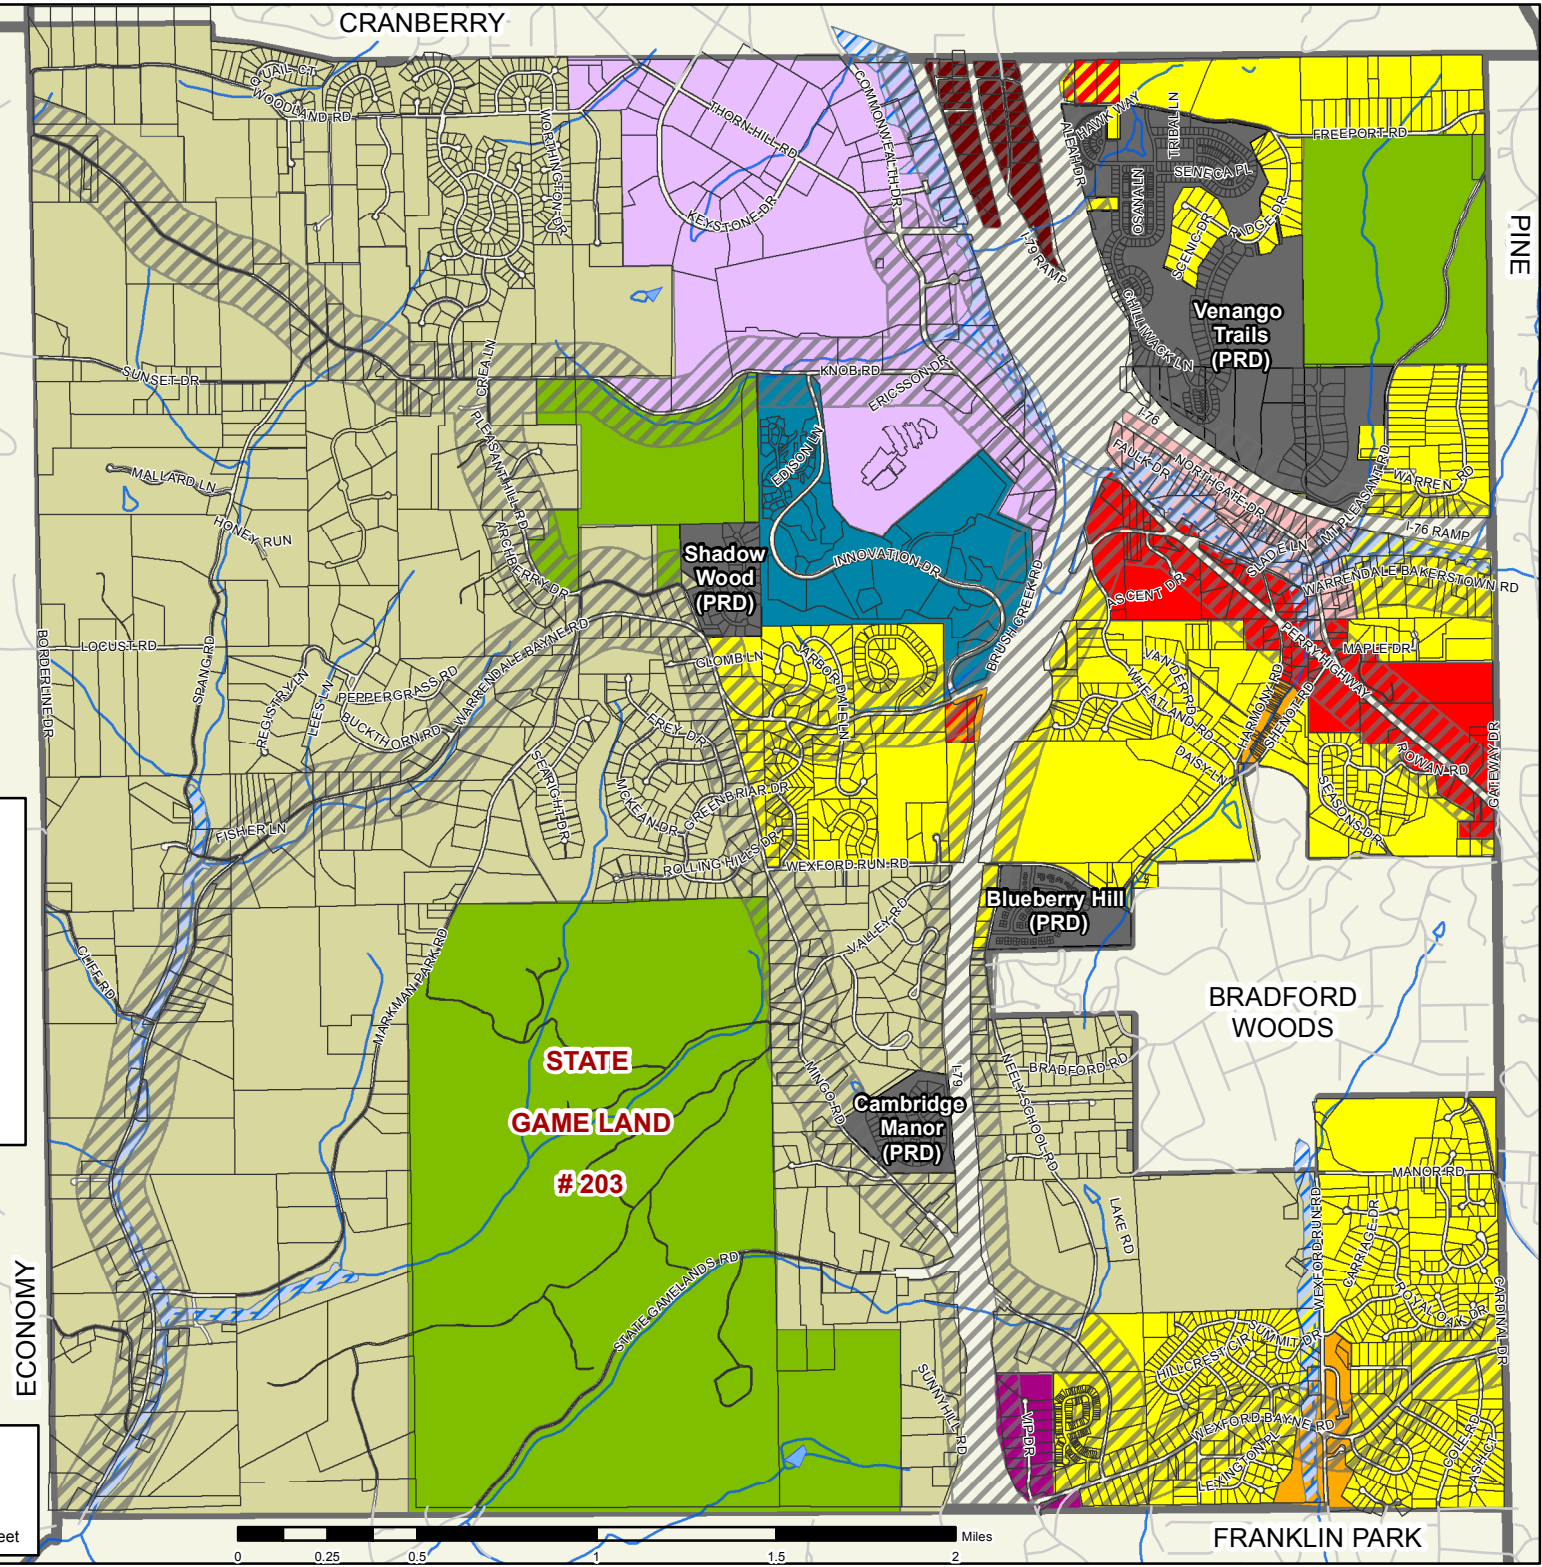 CRANBERRY
QUAIL CT
WOODLAND RD
WORTHINGTON DR
THORN HILL RD
COMMONWEALTH DR
KEYSTONE DR
HAWK WAY
ALEAH DR
TRIBAL LN
SENECA PL
OSANA LN
SCENIC DR
RIDGE DR
FREEPORT RD
I-79 RAMP
CHILLIWACK LN
Venango
Trails
(PRD)
PINE
SUNSET DR
CREA LN
KNOB RD
ERICSSON DR
I-76
PLEASANT HILL RD
MALLARD LN
HONEY RUN
ARCHBERRY DR
EDISON LN
INNOVATION DR
FAULK DR
NORTHGATE DR
MT PLEASANT RD
WARREN RD
I-76 RAMP
SLADE LN
WARRENDALE BAKERSTOWN RD
Shadow
Wood
(PRD)
ASCENT DR
BRUSH CREEK RD
PERRY HIGHWAY
MAPLE DR
BORDERLINE DR
LOCUST RD
SPANG RD
REGISTRY LN
LEES LN
PEPPERGRASS RD
BUCKTHORN RD
WARRENDALE BAYNE RD
GLOMB LN
ARBOR DALE LN
VANDER RD
WHEATLAND RD
DAISY LN
HARMONY RD
SHENOT RD
ROWAN RD
GATEWAY DR
SEASONS DR
FREY DR
SEARIGHT DR
MCKEAN DR
GREENBRIAR DR
FISHER LN
ROLLING HILLS DR
WEXFORD RUN RD
Blueberry Hill
(PRD)
VALLEY RD
CLIFF RD
MARKMAN PARK RD
BRADFORD
WOODS
STATE
GAME LAND
# 203
MINGO RD
I-79
NEELY SCHOOL RD
BRADFORD RD
Cambridge
Manor
(PRD)
MANOR RD
LAKE RD
WEXFORD RUN RD
CARRIAGE DR
ROYAL OAK DR
CARDINAL DR
ECONOMY
STATE GAMELANDS RD
SUMMIT DR
HILLCREST CIR
SUNNYHILL RD
VIP DR
WEXFORD BAYNE RD
LEXINGTON PL
COLE RD
ASH CT
eet
0
0.25
0.5
1
1.5
2
Miles
FRANKLIN PARK